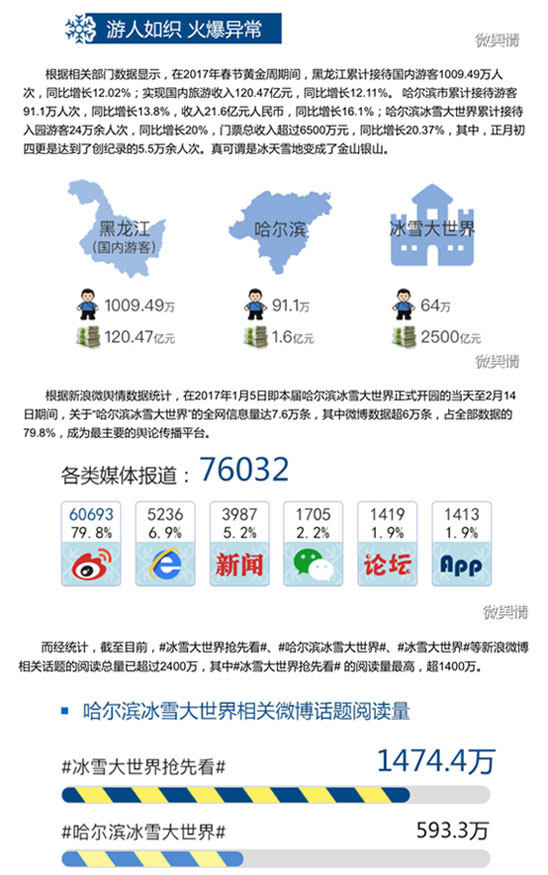 游人如织 火爆异常
微舆情
根据相关部门数据显示，在2017年春节黄金周期间，黑龙江累计接待国内游客1009.49万人
次，同比增长12.02%；实现国内旅游收入120.47亿元，同比增长12.11%。 哈尔滨市累计接待游客
91.1万人次，同比增长13.8%，收入21.6亿元人民币，同比增长16.1%；哈尔滨冰雪大世界累计接待
入园游客24万余人次，同比增长20%，门票总收入超过6500万元，同比增长20.37%，其中，正月初
四更是达到了创纪录的5.5万余人次。真可谓是冰天雪地变成了金山银山。
黑龙江
(国内游客)
哈尔滨
冰雪大世界
1009.49万
91.1万
64万
120.47亿元
1.6亿元
2500亿元
微舆情
根据新浪微舆情数据统计，在2017年1月5日即本届哈尔滨冰雪大世界正式开园的当天至2月14
日期间，关于“哈尔滨冰雪大世界”的全网信息量达7.6万条，其中微博数据超6万条，占全部数据的
79.8%，成为最主要的舆论传播平台。
各类媒体报道：76032
60693 5236 3987 1705 1419 1413
79.8% 6.9% 5.2% 2.2% 1.9% 1.9%
新闻 论坛 App
微舆情
而经统计，截至目前，#冰雪大世界抢先看#、#哈尔滨冰雪大世界#、#冰雪大世界#等新浪微博
相关话题的阅读总量已超过2400万，其中#冰雪大世界抢先看# 的阅读量最高，超1400万。
哈尔滨冰雪大世界相关微博话题阅读量
#冰雪大世界抢先看# 1474.4万
#哈尔滨冰雪大世界# 593.3万